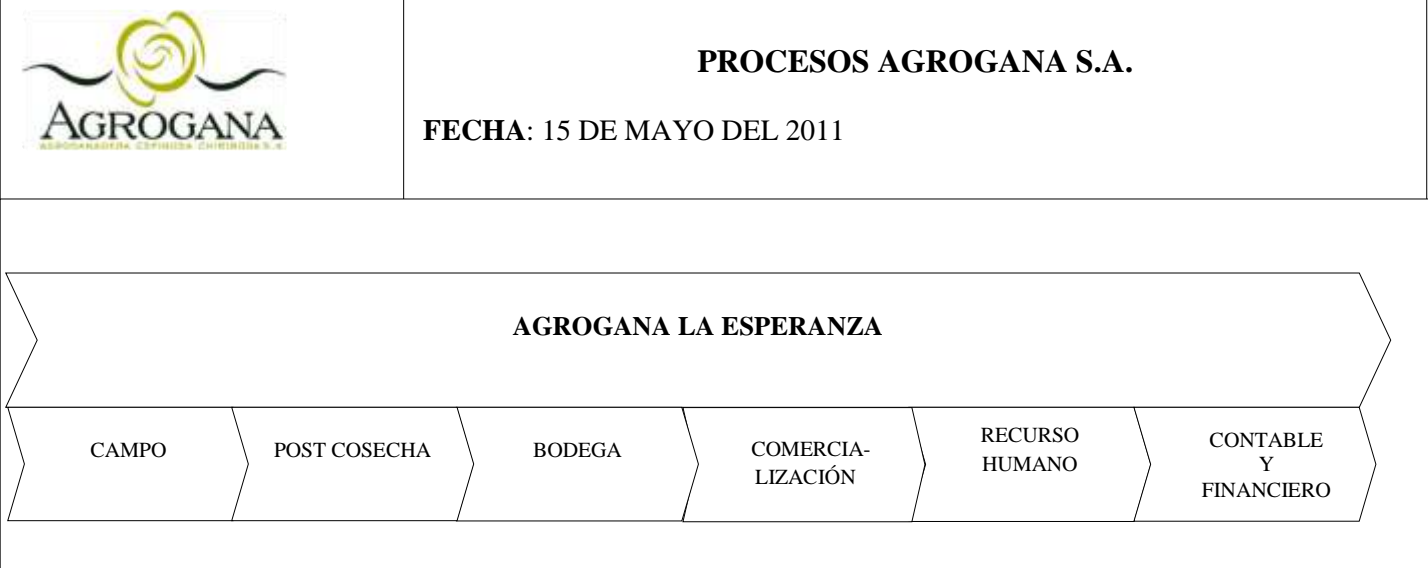 AGROGANA
PROCESOS AGROGANA S.A.
FECHA: 15 DE MAYO DEL 2011
AGROGANA LA ESPERANZA
CAMPO
POST COSECHA
BODEGA
COMERCIA-
LIZACIÓN
RECURSO
HUMANO
CONTABLE
Y
FINANCIERO